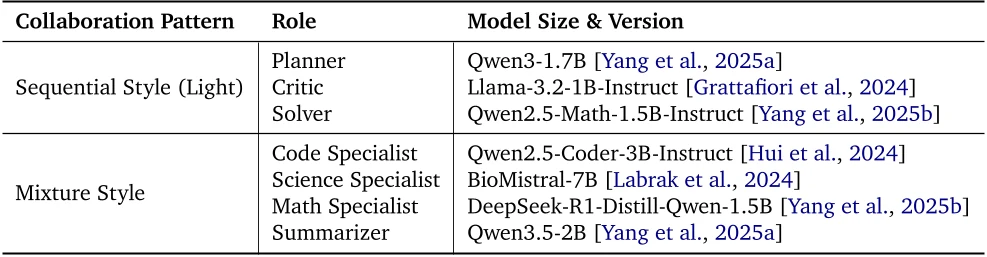 Collaboration Pattern Role Model Size & Version
Planner Qwen3-1.7B [Yang et al., 2025a]
Sequential Style (Light) Critic Llama-3.2-1B-Instruct [Grattafiori et al., 2024]
Solver Qwen2.5-Math-1.5B-Instruct [Yang et al., 2025b]
Code Specialist Qwen2.5-Coder-3B-Instruct [Hui et al., 2024]
Mixture Style
Science Specialist BioMistral-7B [Labrak et al., 2024]
Math Specialist DeepSeek-R1-Distill-Qwen-1.5B [Yang et al., 2025b]
Summarizer Qwen3.5-2B [Yang et al., 2025a]